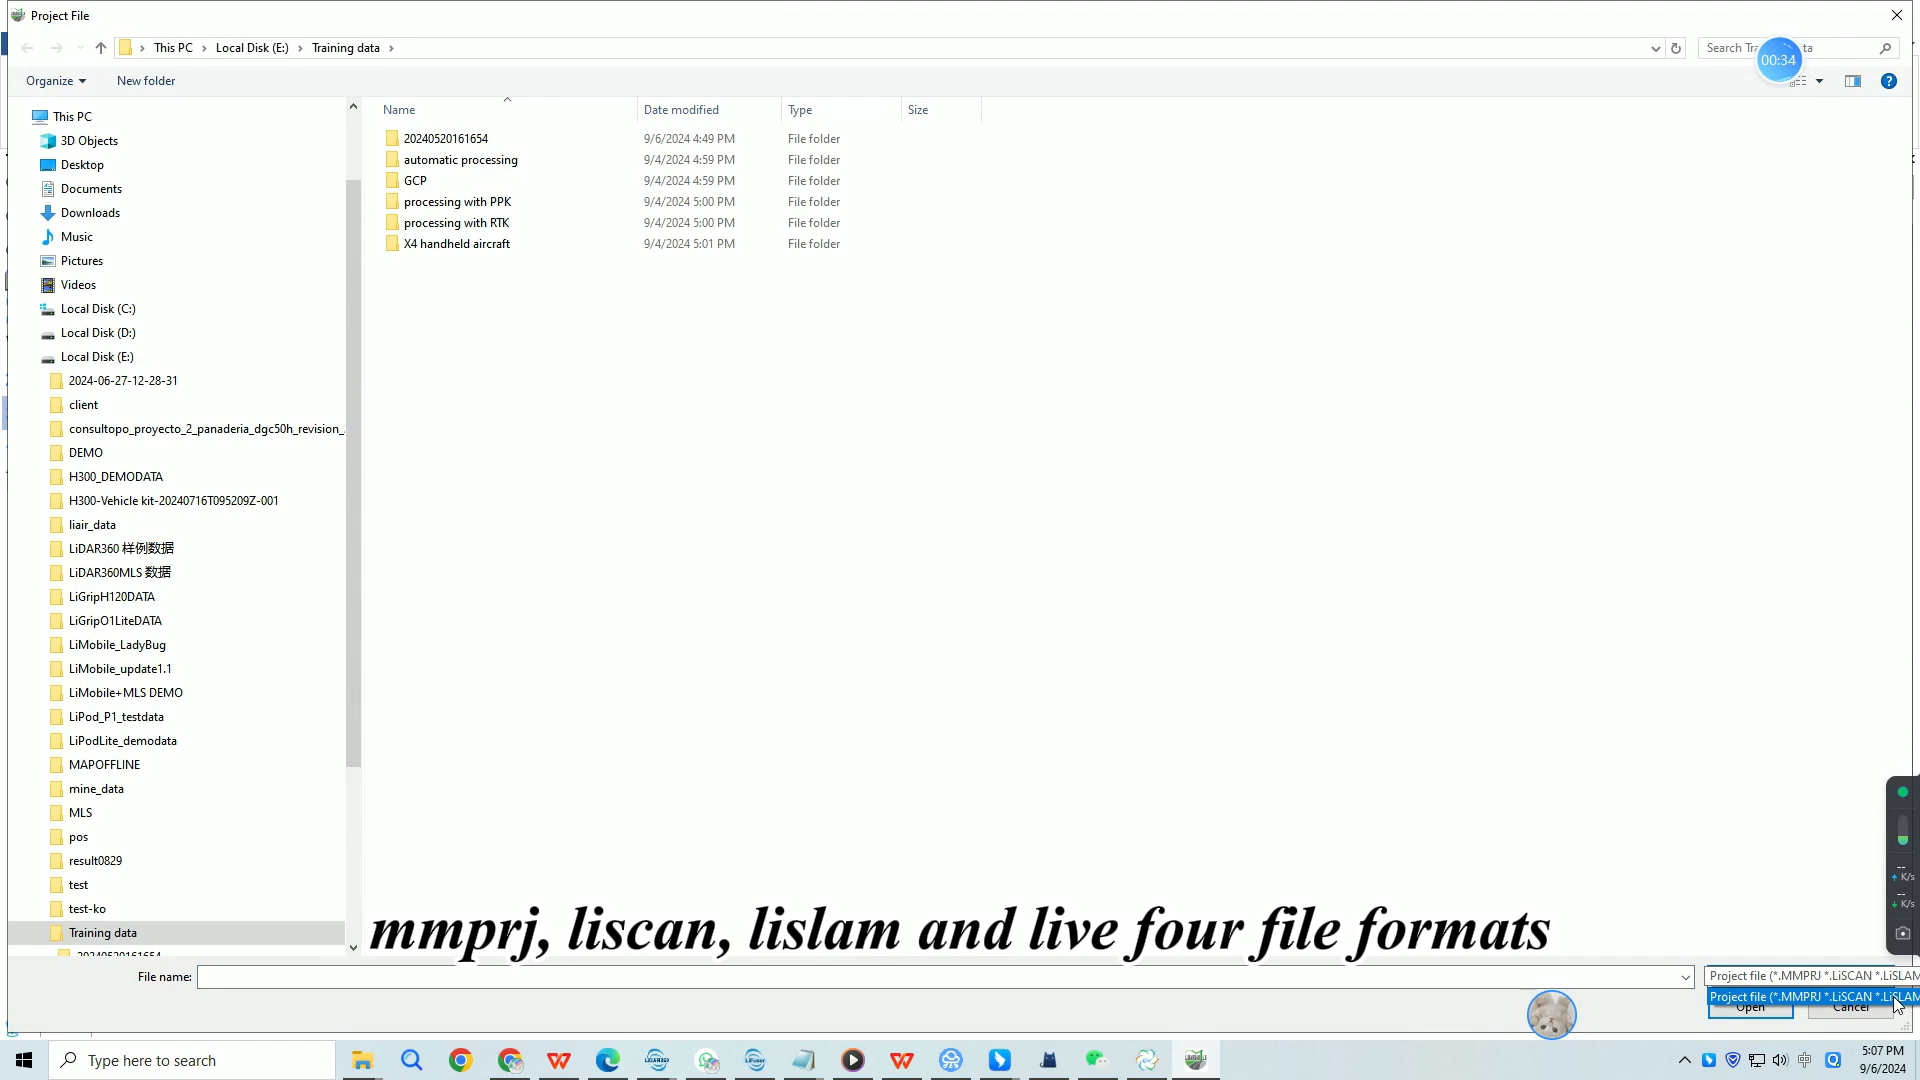 Project File
This PC
Local Disk (E:)
Training data
Search Tra
ta
00:34
Organize
New folder
Name
Date modified
Type
Size
This PC
3D Objects
Desktop
Documents
Downloads
Music
Pictures
Videos
Local Disk (C:)
Local Disk (D:)
Local Disk (E:)
2024-06-27-12-28-31
client
consultopo_proyecto_2_panaderia_dgc50h_revision_
DEMO
H300_DEMODATA
H300-Vehicle kit-20240716T095209Z-001
liair_data
LiDAR360 样例数据
LiDAR360MLS 数据
LiGripH120DATA
LiGripO1LiteDATA
LiMobile_LadyBug
LiMobile_update1.1
LiMobile+MLS DEMO
LiPod_P1_testdata
LiPodLite_demodata
MAPOFFLINE
mine_data
MLS
pos
result0829
test
test-ko
Training data
20240520161654
20240520161654 9/6/2024 4:49 PM File folder
automatic processing 9/4/2024 4:59 PM File folder
GCP 9/4/2024 4:59 PM File folder
processing with PPK 9/4/2024 5:00 PM File folder
processing with RTK 9/4/2024 5:00 PM File folder
X4 handheld aircraft 9/4/2024 5:01 PM File folder
mmprj, liscan, lislam and live four file formats
-- K/s
-- K/s
File name:
Project file (*.MMPRJ *.LiSCAN *.LiSLAM
Project file (*.MMPRJ *.LiSCAN *.LiSLAM
Open
Cancel
Type here to search
中
5:07 PM
9/6/2024